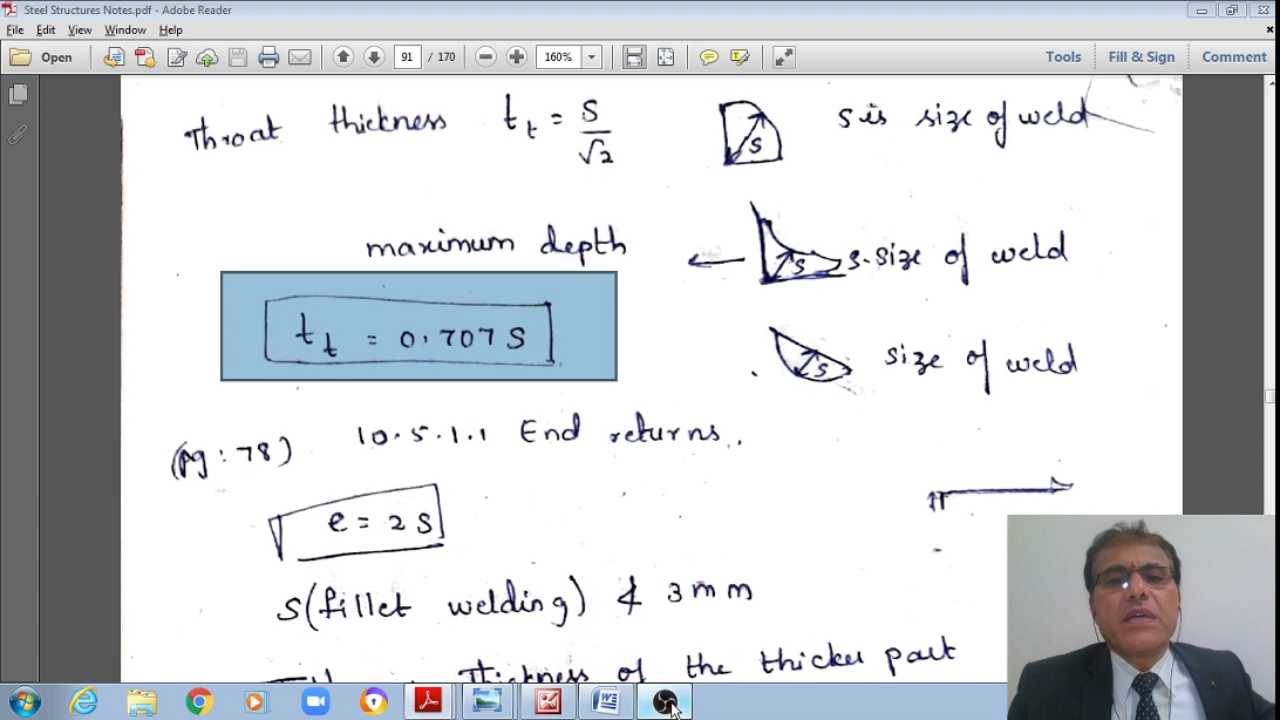 Steel Structures Notes.pdf - Adobe Reader
File Edit View Window Help
Open 91 / 170 160% Tools Fill & Sign Comment
Throat thickness t_t = S/√2 S S is size of weld
maximum depth S S-size of weld
t_t = 0.707 S
S size of weld
(pg: 78) 10.5.1.1 End returns.
e = 2 S
S(fillet welding) ≮ 3 mm
thickness of the thicker part